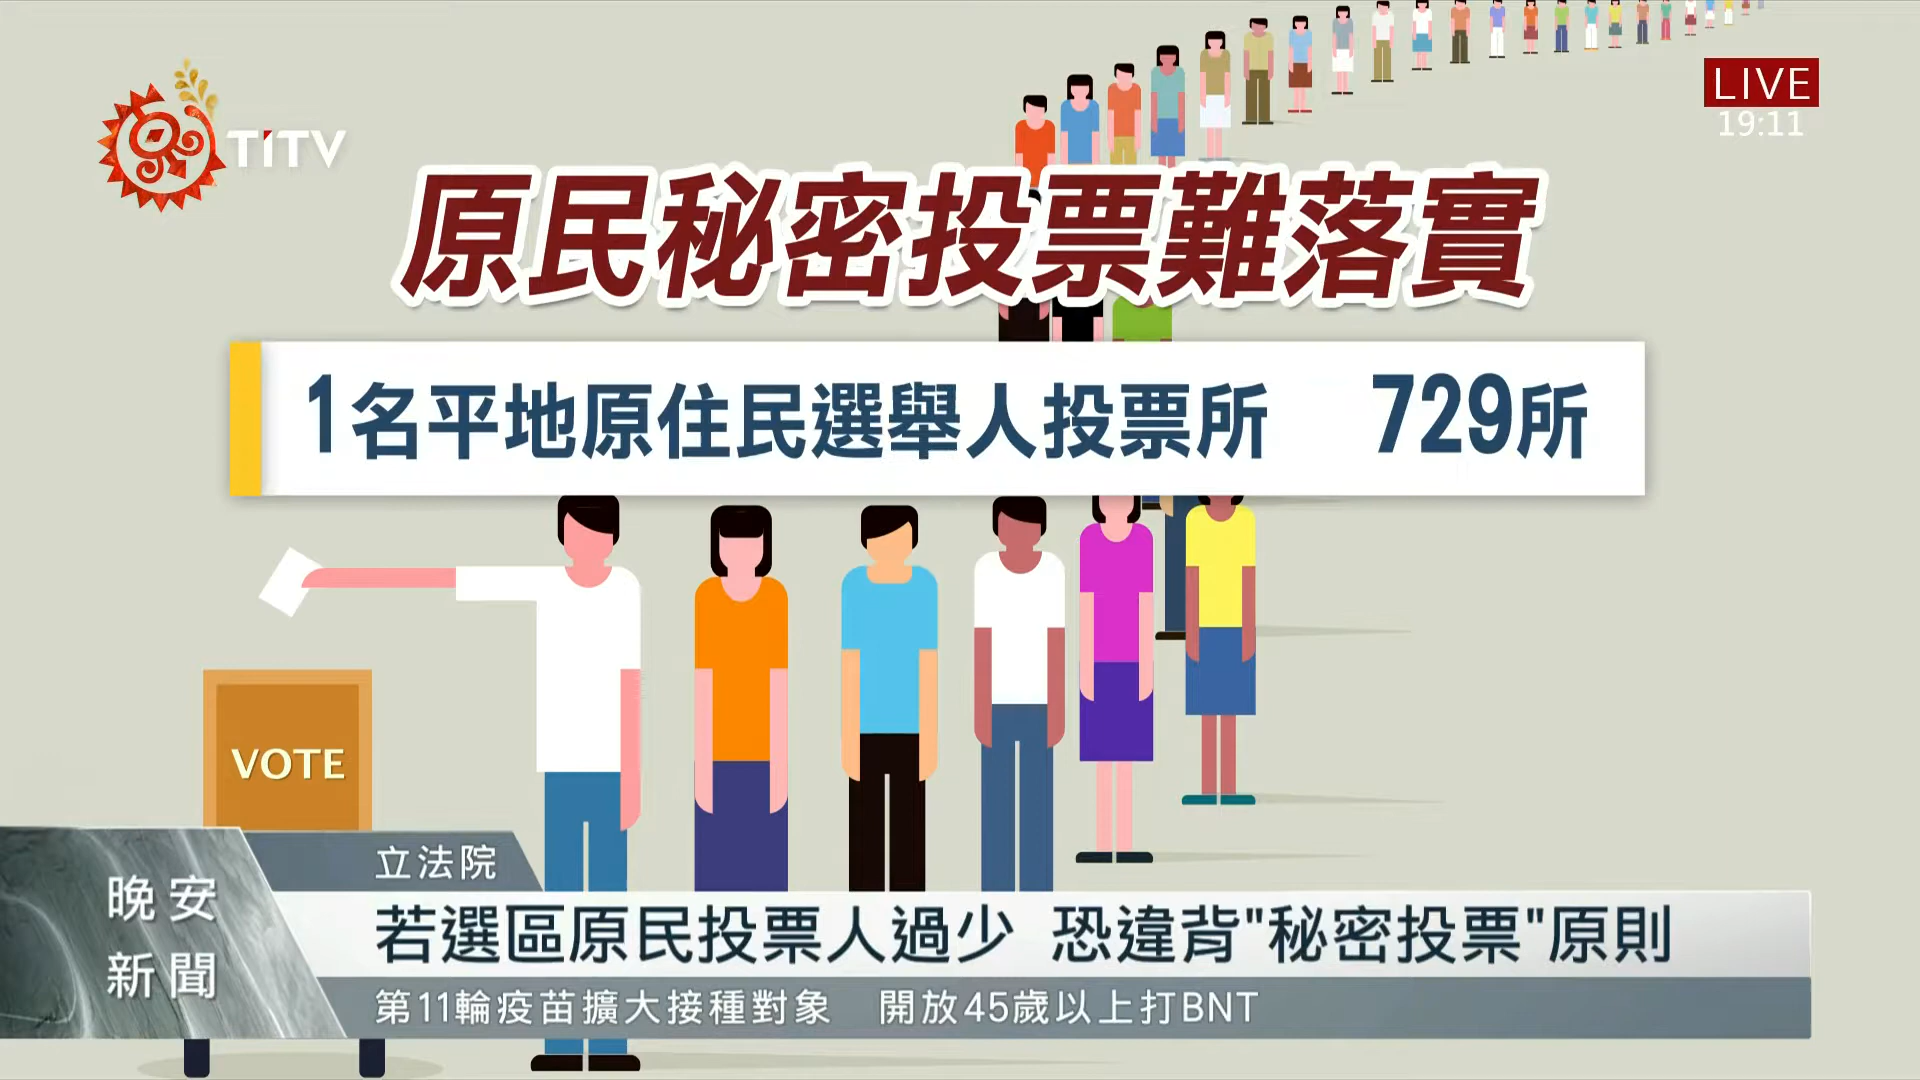 TiTV
LIVE
19:11
原民秘密投票難落實
1名平地原住民選舉人投票所 729所
VOTE
晚安
新聞
立法院
若選區原民投票人過少 恐違背"秘密投票"原則
第11輪疫苗擴大接種對象 開放45歲以上打BNT